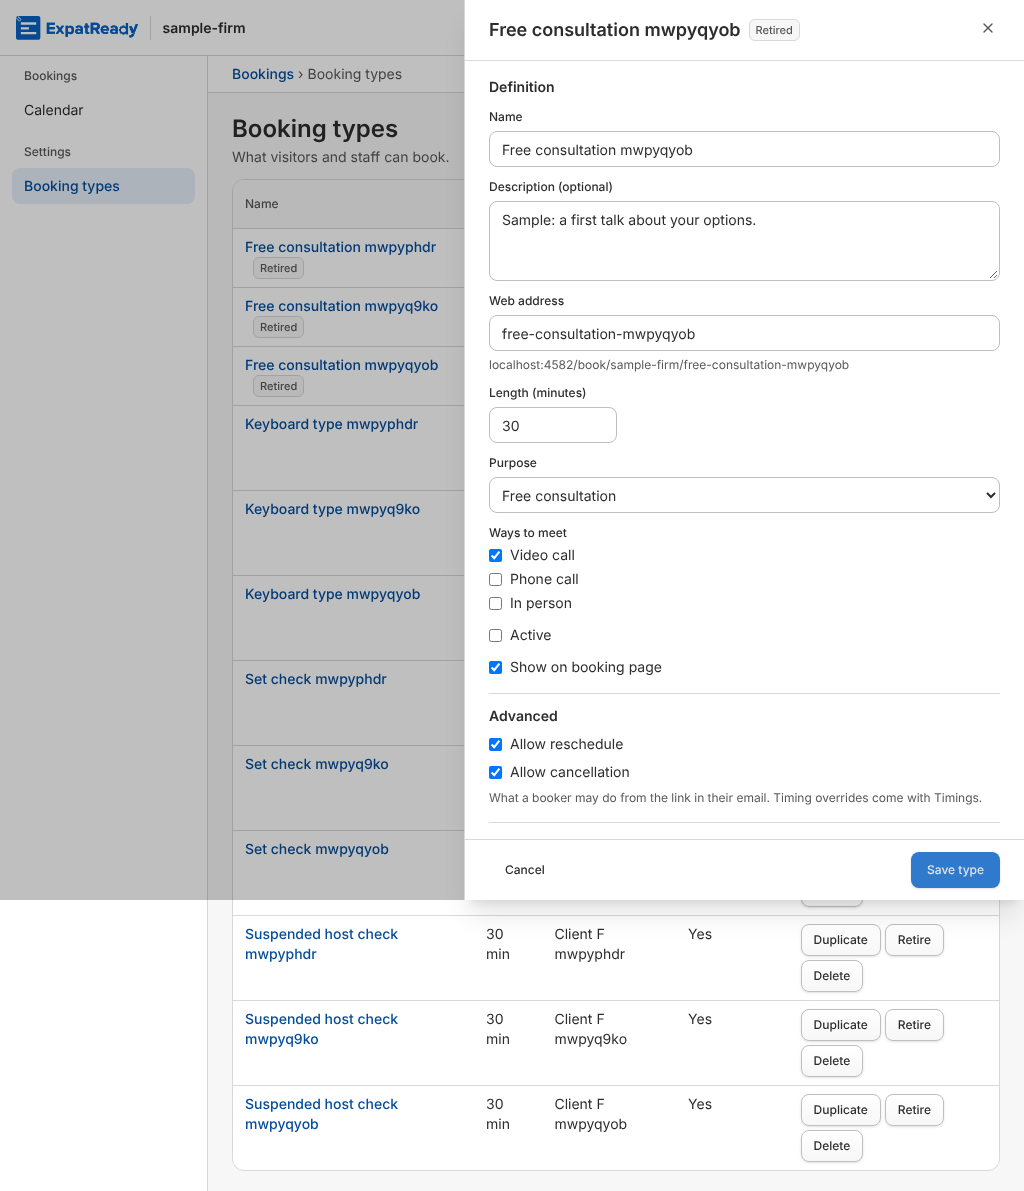 ExpatReady
sample-firm
Bookings
Calendar
Settings
Booking types
Bookings › Booking types
Booking types
What visitors and staff can book.
Name
Free consultation mwpyphdr
Retired
Free consultation mwpyq9ko
Retired
Free consultation mwpyqyob
Retired
Keyboard type mwpyphdr
Keyboard type mwpyq9ko
Keyboard type mwpyqyob
Set check mwpyphdr
Set check mwpyq9ko
Set check mwpyqyob
Suspended host check
mwpyphdr
30
min
Client F
mwpyphdr
Yes
Duplicate
Retire
Delete
Suspended host check
mwpyq9ko
30
min
Client F
mwpyq9ko
Yes
Duplicate
Retire
Delete
Suspended host check
mwpyqyob
30
min
Client F
mwpyqyob
Yes
Duplicate
Retire
Delete
Free consultation mwpyqyob
Retired
×
Definition
Name
Free consultation mwpyqyob
Description (optional)
Sample: a first talk about your options.
Web address
free-consultation-mwpyqyob
localhost:4582/book/sample-firm/free-consultation-mwpyqyob
Length (minutes)
30
Purpose
Free consultation
Ways to meet
Video call
Phone call
In person
Active
Show on booking page
Advanced
Allow reschedule
Allow cancellation
What a booker may do from the link in their email. Timing overrides come with Timings.
Cancel
Save type